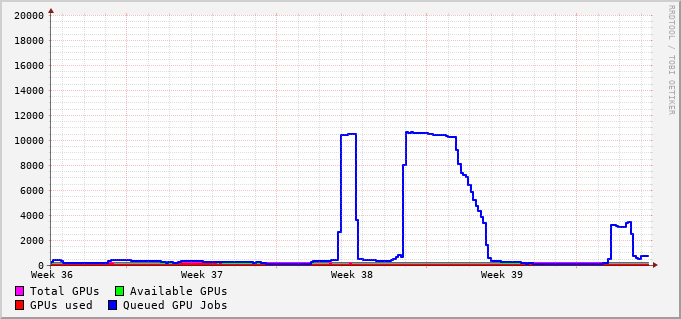 20000
18000
16000
14000
12000
10000
8000
6000
4000
2000
0
Week 36 Week 37 Week 38 Week 39
Total GPUs Available GPUs
GPUs used Queued GPU Jobs
RRDTOOL / TOBI OETIKER